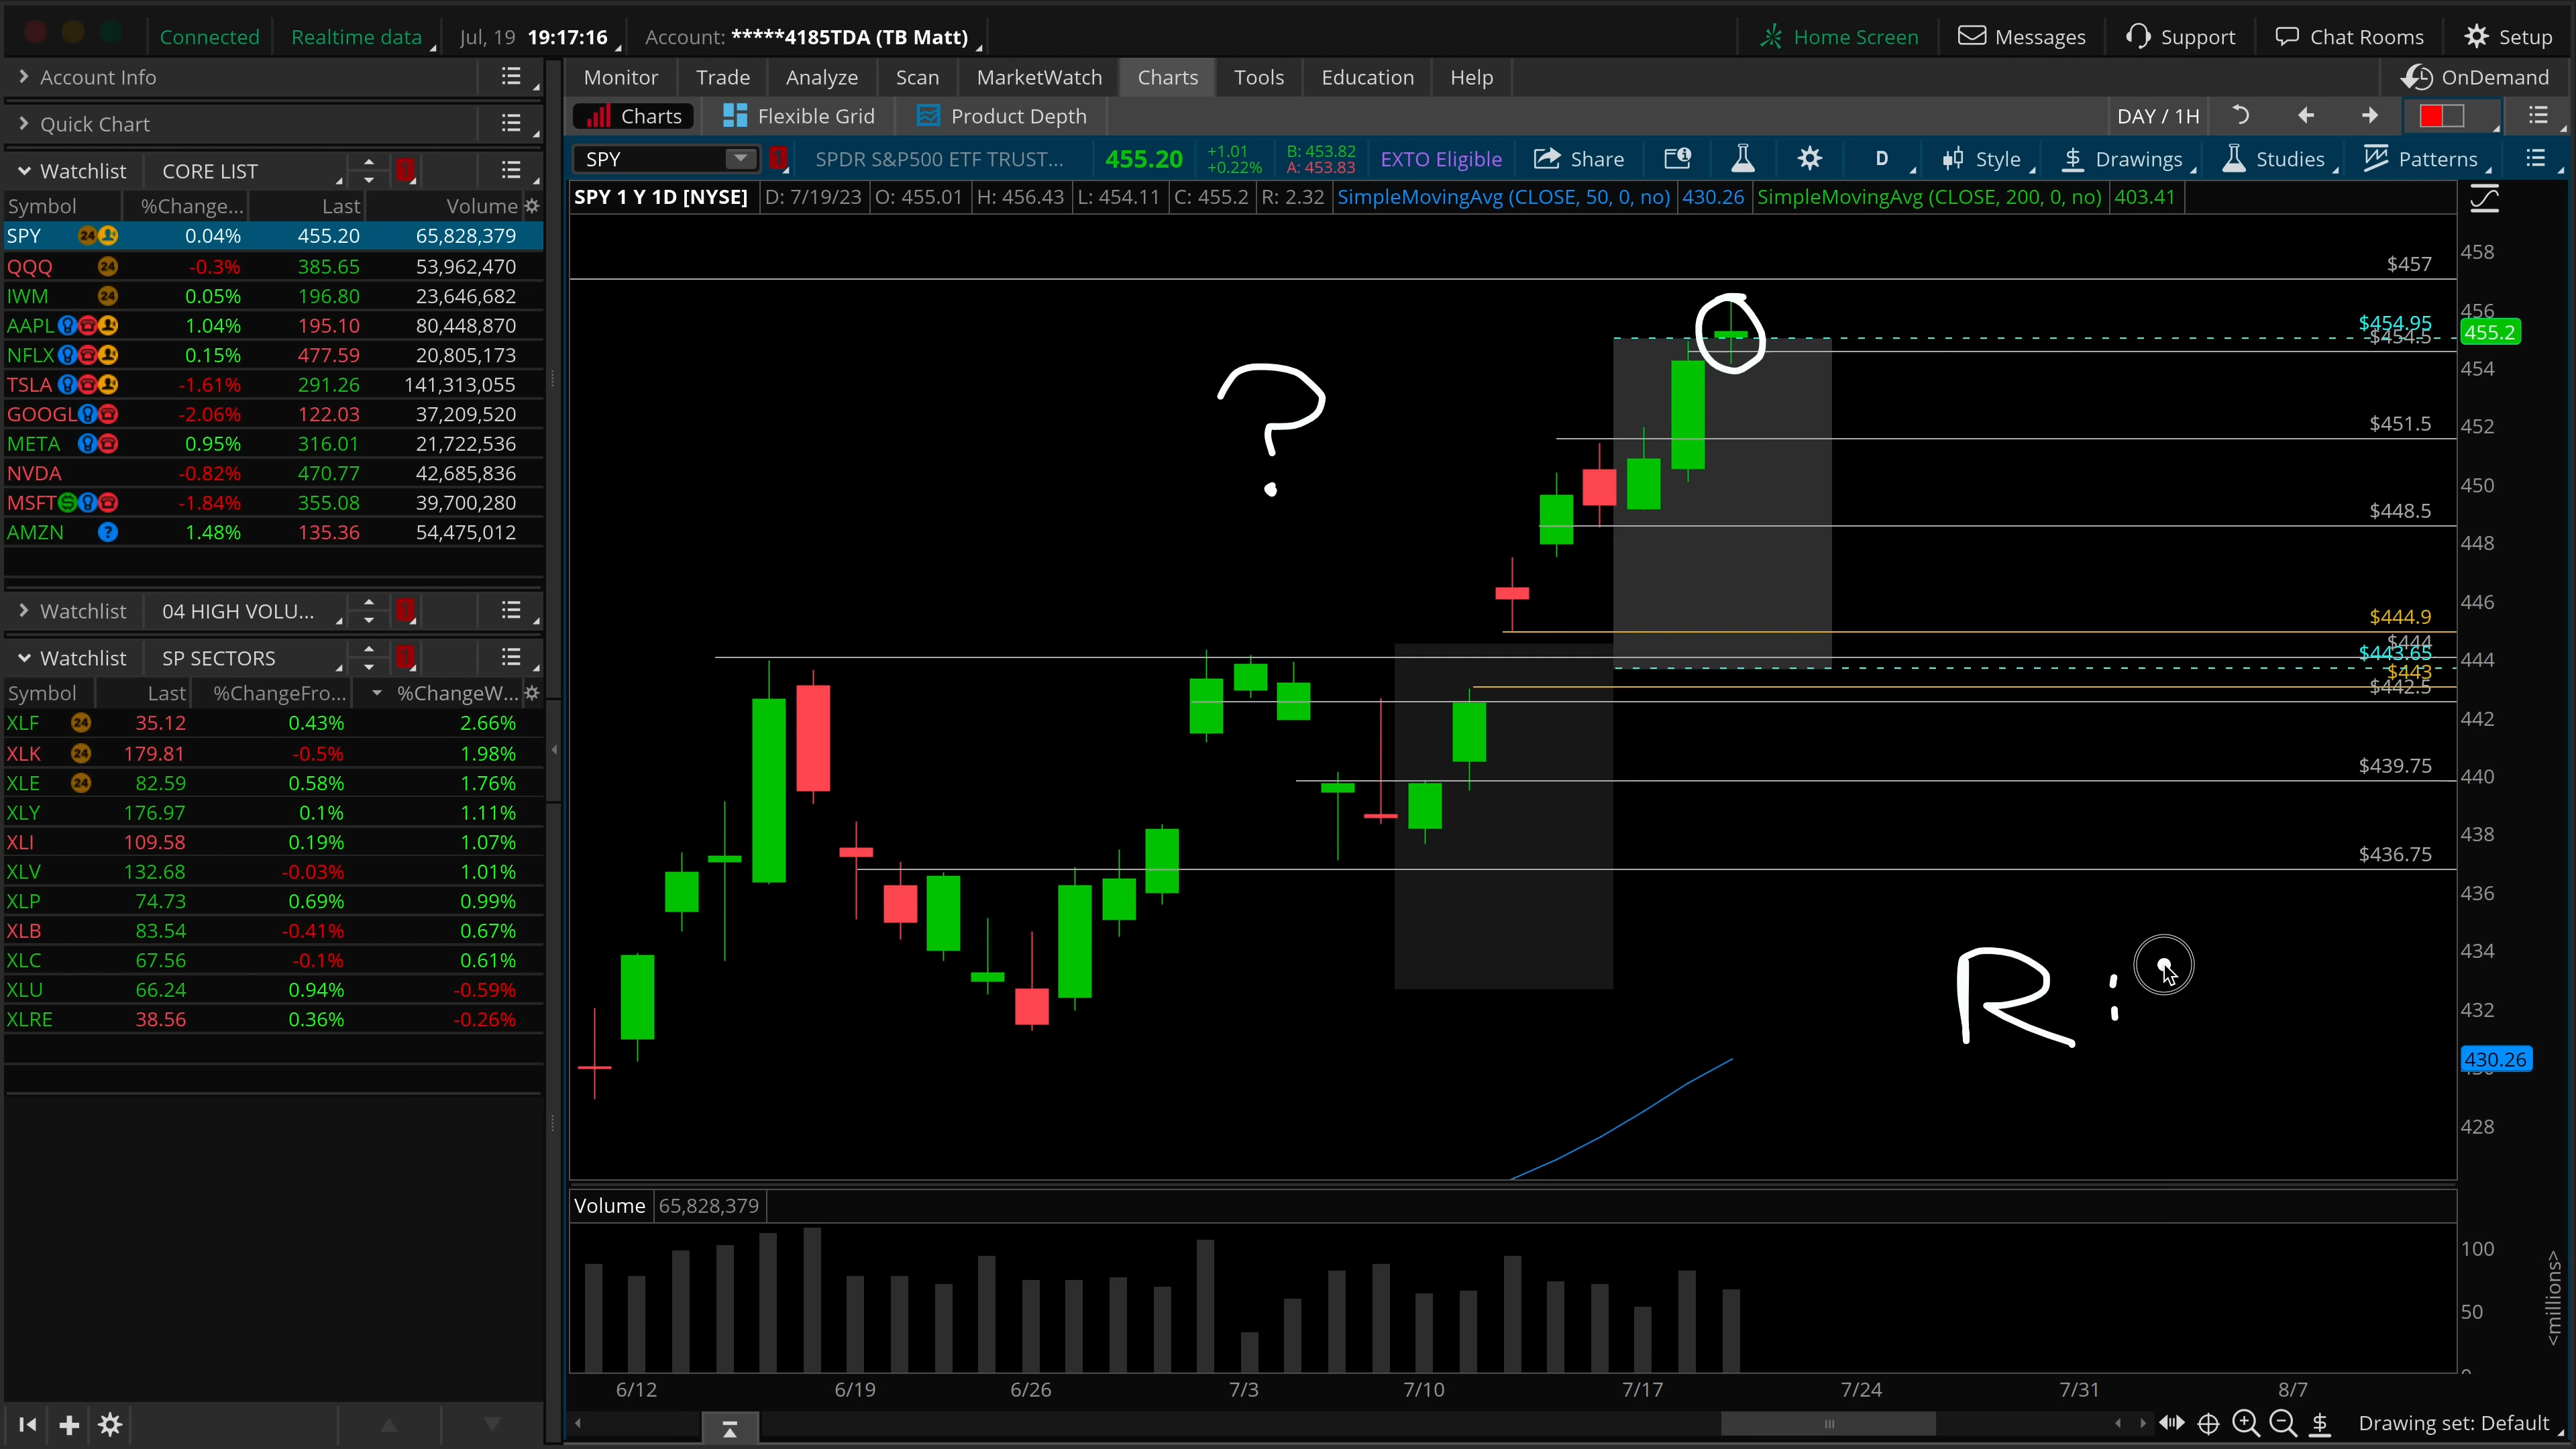 Connected Realtime data Jul, 19 19:17:16 Account: *****4185TDA (TB Matt) Home Screen Messages Support Chat Rooms Setup
Account Info
Quick Chart
Watchlist CORE LIST 1
Symbol %Change... Last Volume
SPY 24 0.04% 455.20 65,828,379
QQQ 24 -0.3% 385.65 53,962,470
IWM 24 0.05% 196.80 23,646,682
AAPL 1.04% 195.10 80,448,870
NFLX 0.15% 477.59 20,805,173
TSLA -1.61% 291.26 141,313,055
GOOGL -2.06% 122.03 37,209,520
META 0.95% 316.01 21,722,536
NVDA -0.82% 470.77 42,685,836
MSFT S -1.84% 355.08 39,700,280
AMZN ? 1.48% 135.36 54,475,012
Watchlist 04 HIGH VOLU... 1
Watchlist SP SECTORS 1
Symbol Last %ChangeFro... %ChangeW...
XLF 24 35.12 0.43% 2.66%
XLK 24 179.81 -0.5% 1.98%
XLE 24 82.59 0.58% 1.76%
XLY 176.97 0.1% 1.11%
XLI 109.58 0.19% 1.07%
XLV 132.68 -0.03% 1.01%
XLP 74.73 0.69% 0.99%
XLB 83.54 -0.41% 0.67%
XLC 67.56 -0.1% 0.61%
XLU 66.24 0.94% -0.59%
XLRE 38.56 0.36% -0.26%
Monitor Trade Analyze Scan MarketWatch Charts Tools Education Help OnDemand
Charts Flexible Grid Product Depth DAY / 1H
SPY 1 SPDR S&P500 ETF TRUST... 455.20 +1.01 B: 453.82 EXTO Eligible Share D Style Drawings Studies Patterns
+0.22% A: 453.83
SPY 1 Y 1D [NYSE] D: 7/19/23 O: 455.01 H: 456.43 L: 454.11 C: 455.2 R: 2.32 SimpleMovingAvg (CLOSE, 50, 0, no) 430.26 SimpleMovingAvg (CLOSE, 200, 0, no) 403.41
458
$457
456
$454.95
455.2
$454.5
454
$451.5
452
450
$448.5
448
446
$444.9
$444
$443.65
444
$443
$442.5
442
$439.75
440
438
$436.75
436
434
432
430.26
428
?
R :
Volume 65,828,379
100
50
<millions>
6/12 6/19 6/26 7/3 7/10 7/17 7/24 7/31 8/7
Drawing set: Default